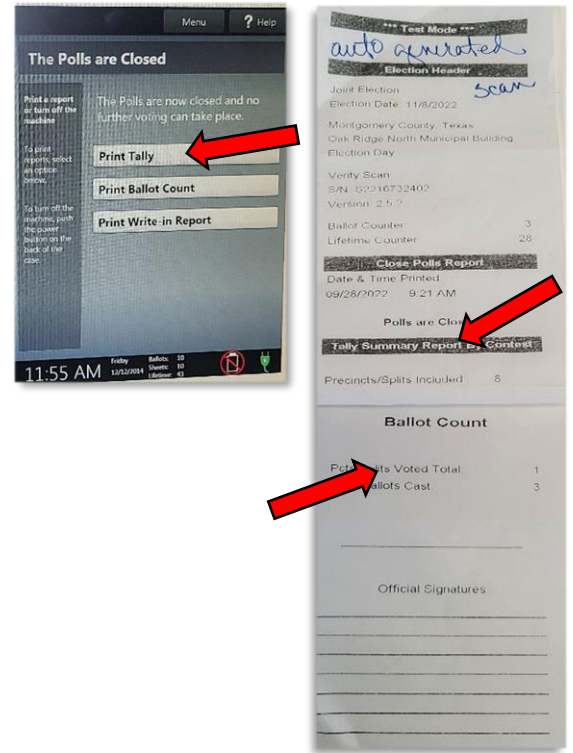 Menu
? Help
The Polls are Closed
Print a report
or turn off the
machine
To print
reports, select
an option
below.
To turn off the
machine, push
the power
button on the
back of the
case.
The Polls are now closed and no
further voting can take place.
Print Tally
Print Ballot Count
Print Write-in Report
11:55 AM
Friday
12/12/2014
Ballots: 10
Sheets: 10
Lifetime: 43
*** Test Mode ***
auto generated
scan
Election Header
Joint Election
Election Date: 11/8/2022
Montgomery County, Texas
Oak Ridge North Municipal Building
Election Day
Verity Scan
S/N: S2216732402
Version: 2.5.2
Ballot Counter 3
Lifetime Counter 28
Close Polls Report
Date & Time Printed
09/28/2022 9:21 AM
Polls are
Tally Summary Report By Contest
Precincts/Splits Included 8
Ballot Count
Voted Total: 1
Cast 3
Official Signatures